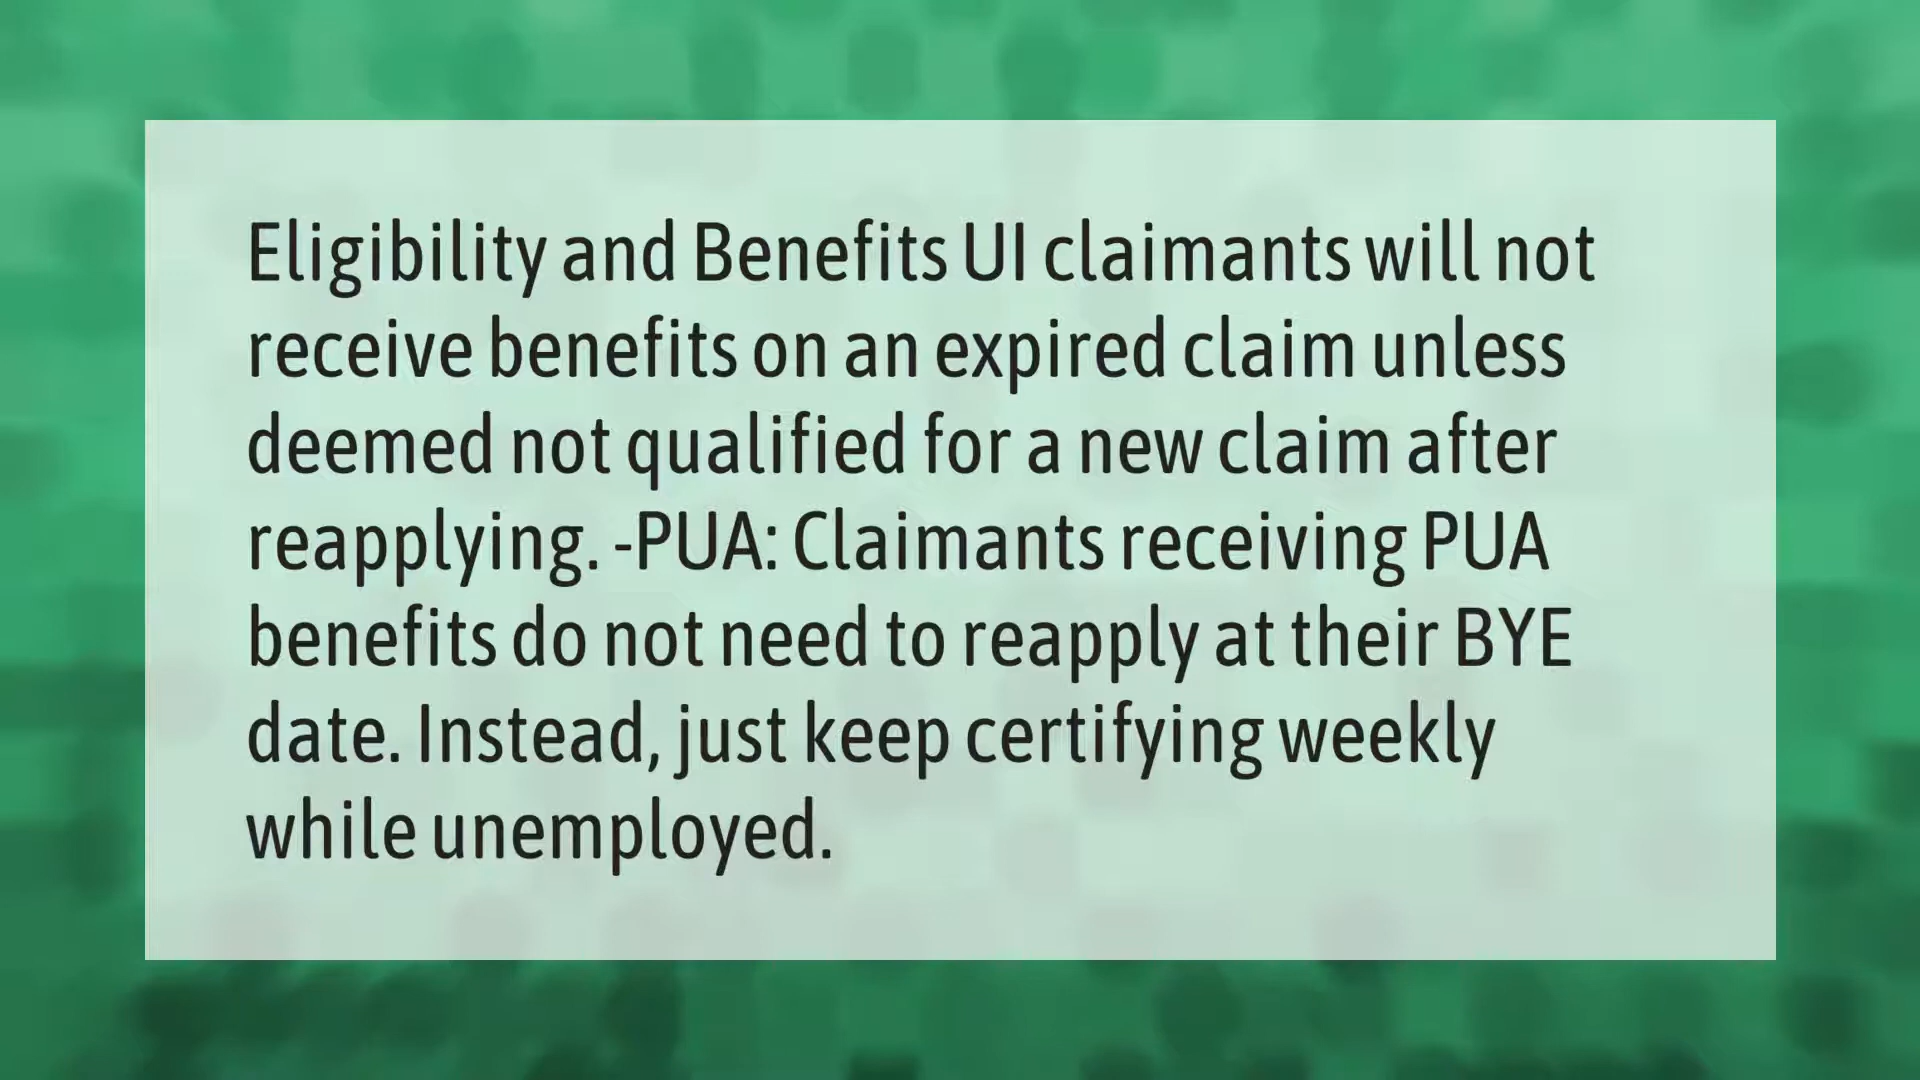 Eligibility and Benefits UI claimants will not
receive benefits on an expired claim unless
deemed not qualified for a new claim after
reapplying. -PUA: Claimants receiving PUA
benefits do not need to reapply at their BYE
date. Instead, just keep certifying weekly
while unemployed.